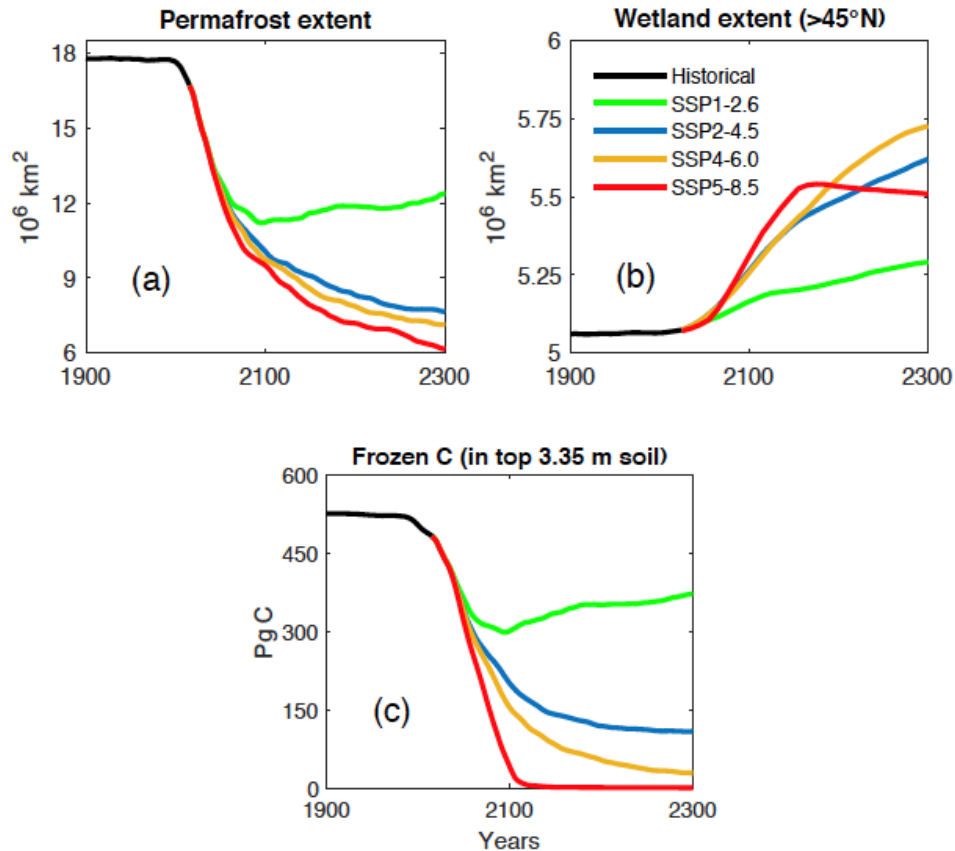 Permafrost extent
18
15
12
9
6
10⁶ km²
(a)
1900
2100
2300
Wetland extent (>45°N)
6
5.75
5.5
5.25
5
10⁶ km²
Historical
SSP1-2.6
SSP2-4.5
SSP4-6.0
SSP5-8.5
(b)
1900
2100
2300
Frozen C (in top 3.35 m soil)
600
450
300
150
0
Pg C
(c)
1900
2100
2300
Years